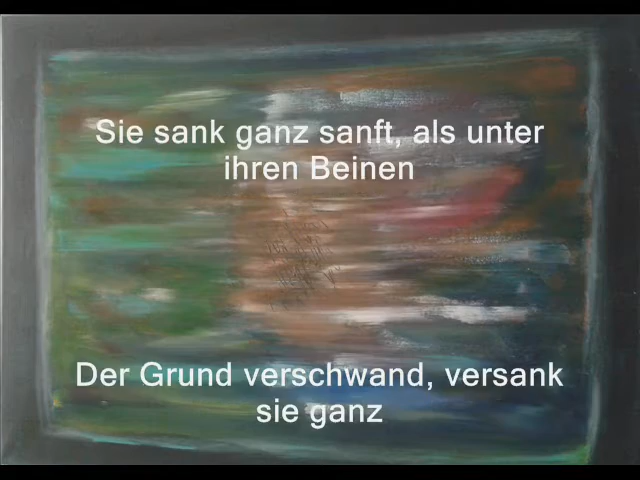 Sie sank ganz sanft, als unter
ihren Beinen
Der Grund verschwand, versank
sie ganz